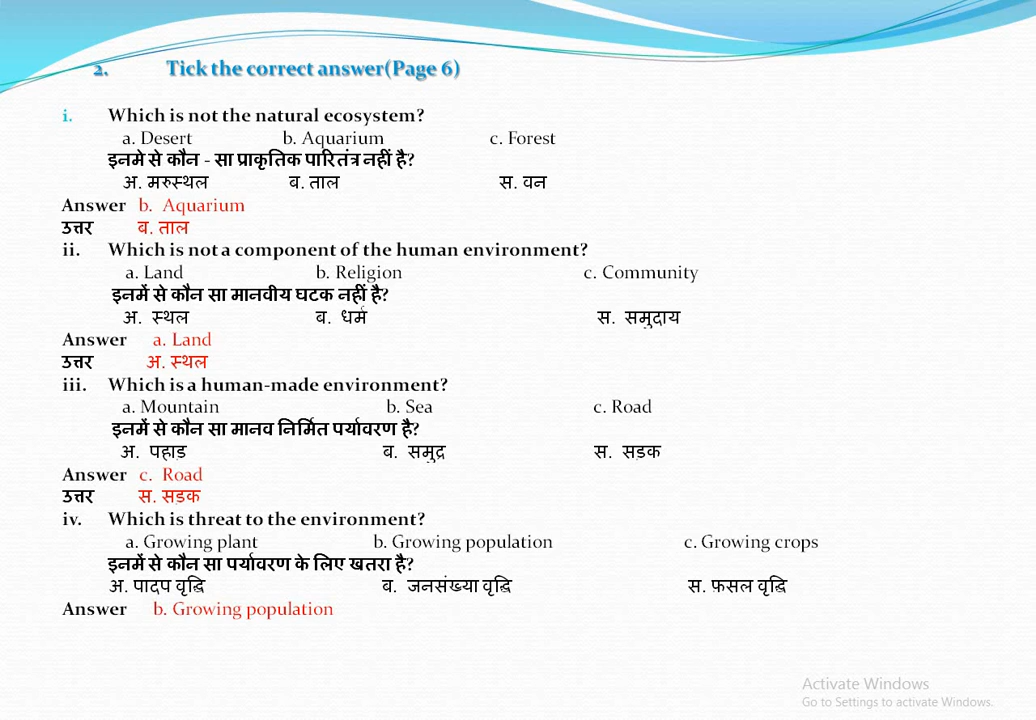 2. Tick the correct answer(Page 6)
i. Which is not the natural ecosystem?
a. Desert b. Aquarium c. Forest
इनमे से कौन - सा प्राकृतिक पारितंत्र नहीं है?
अ. मरुस्थल ब. ताल स. वन
Answer b. Aquarium
उत्तर ब. ताल
ii. Which is not a component of the human environment?
a. Land b. Religion c. Community
इनमें से कौन सा मानवीय घटक नहीं है?
अ. स्थल ब. धर्म स. समुदाय
Answer a. Land
उत्तर अ. स्थल
iii. Which is a human-made environment?
a. Mountain b. Sea c. Road
इनमें से कौन सा मानव निर्मित पर्यावरण है?
अ. पहाड़ ब. समुद्र स. सड़क
Answer c. Road
उत्तर स. सड़क
iv. Which is threat to the environment?
a. Growing plant b. Growing population c. Growing crops
इनमें से कौन सा पर्यावरण के लिए खतरा है?
अ. पादप वृद्धि ब. जनसंख्या वृद्धि स. फ़सल वृद्धि
Answer b. Growing population
Activate Windows
Go to Settings to activate Windows.